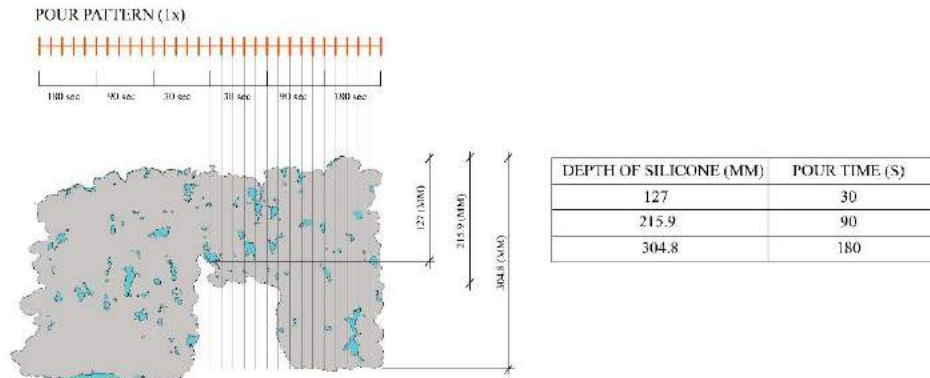 POUR PATTERN (1x)
180 sec 90 sec 30 sec 30 sec 90 sec 180 sec
127 (MM)
215.9 (MM)
304.8 (MM)
DEPTH OF SILICONE (MM) POUR TIME (S)
127 30
215.9 90
304.8 180